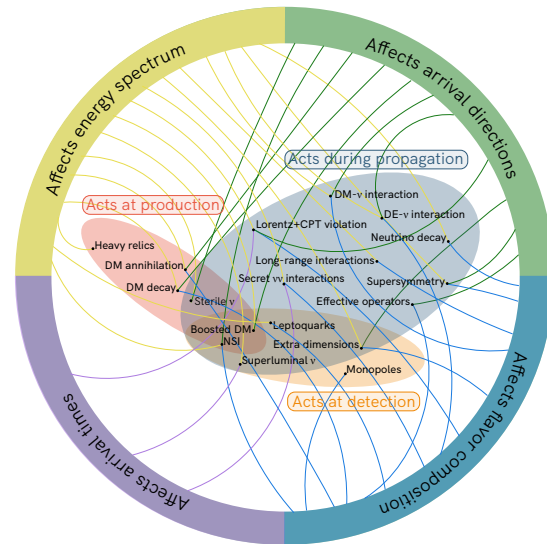 Affects energy spectrum
Affects arrival directions
Acts during propagation
DM-ν interaction
Acts at production
DE-ν interaction
Lorentz+CPT violation
Neutrino decay
Heavy relics
Long-range interactions
DM annihilation
Secret νν interactions
Supersymmetry
DM decay
Sterile ν
Effective operators
Boosted DM
Leptoquarks
NSI
Extra dimensions
Superluminal ν
Monopoles
Acts at detection
Affects arrival times
Affects flavor composition